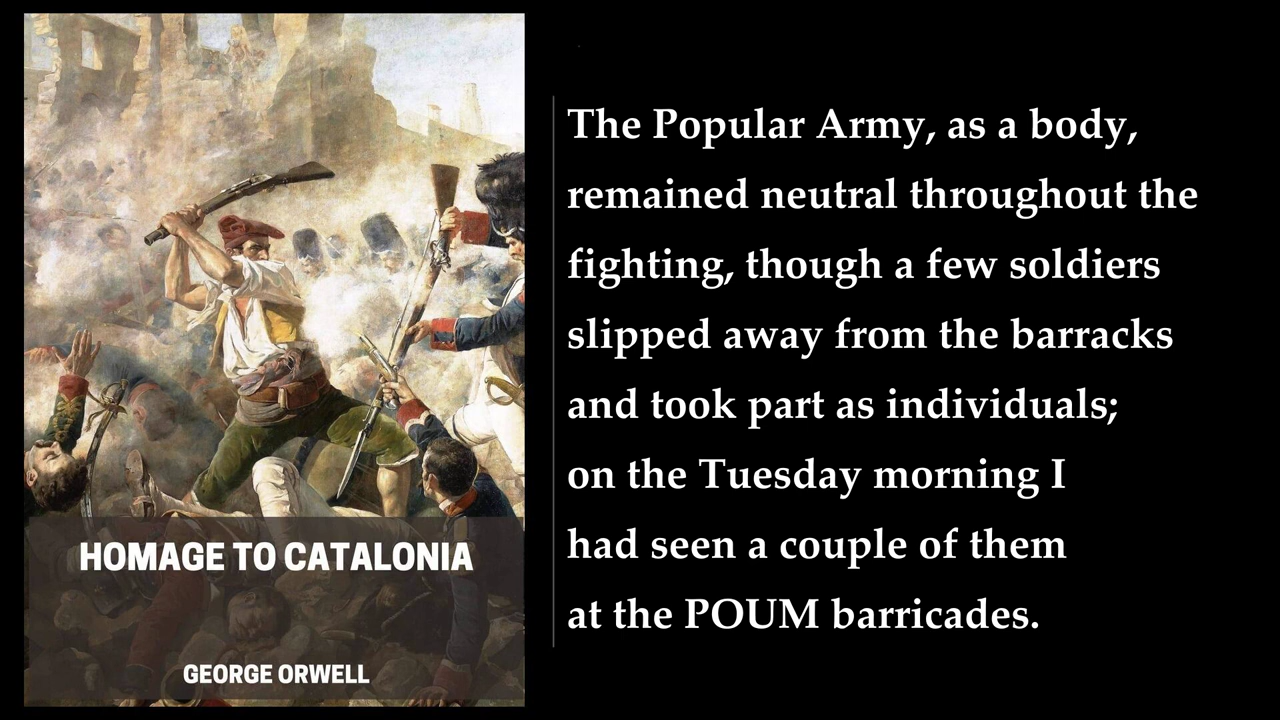 HOMAGE TO CATALONIA
GEORGE ORWELL
The Popular Army, as a body,
remained neutral throughout the
fighting, though a few soldiers
slipped away from the barracks
and took part as individuals;
on the Tuesday morning I
had seen a couple of them
at the POUM barricades.